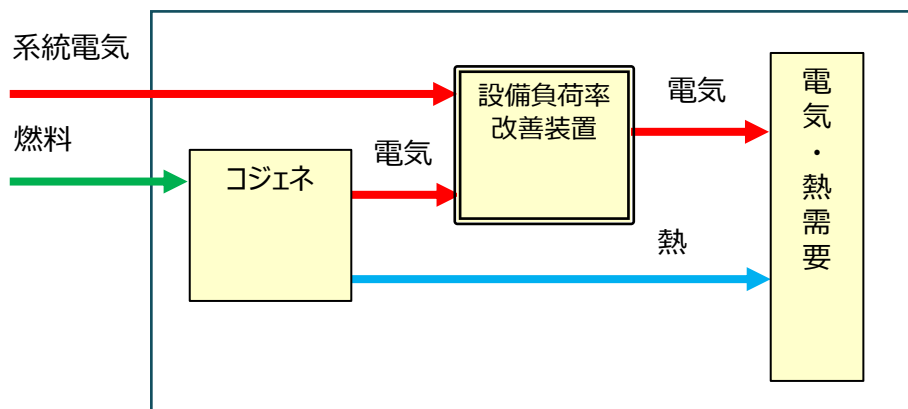 系統電気
燃料
コジェネ
電気
設備負荷率
改善装置
電気
熱
電気・熱需要